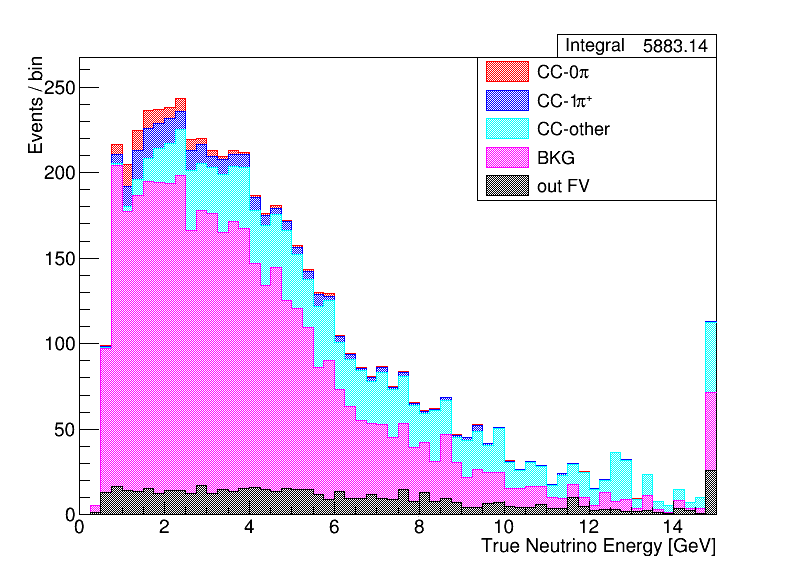 Integral 5883.14
Events / bin
CC-0π
CC-1π⁺
CC-other
BKG
out FV
250
200
150
100
50
0
0 2 4 6 8 10 12 14
True Neutrino Energy [GeV]